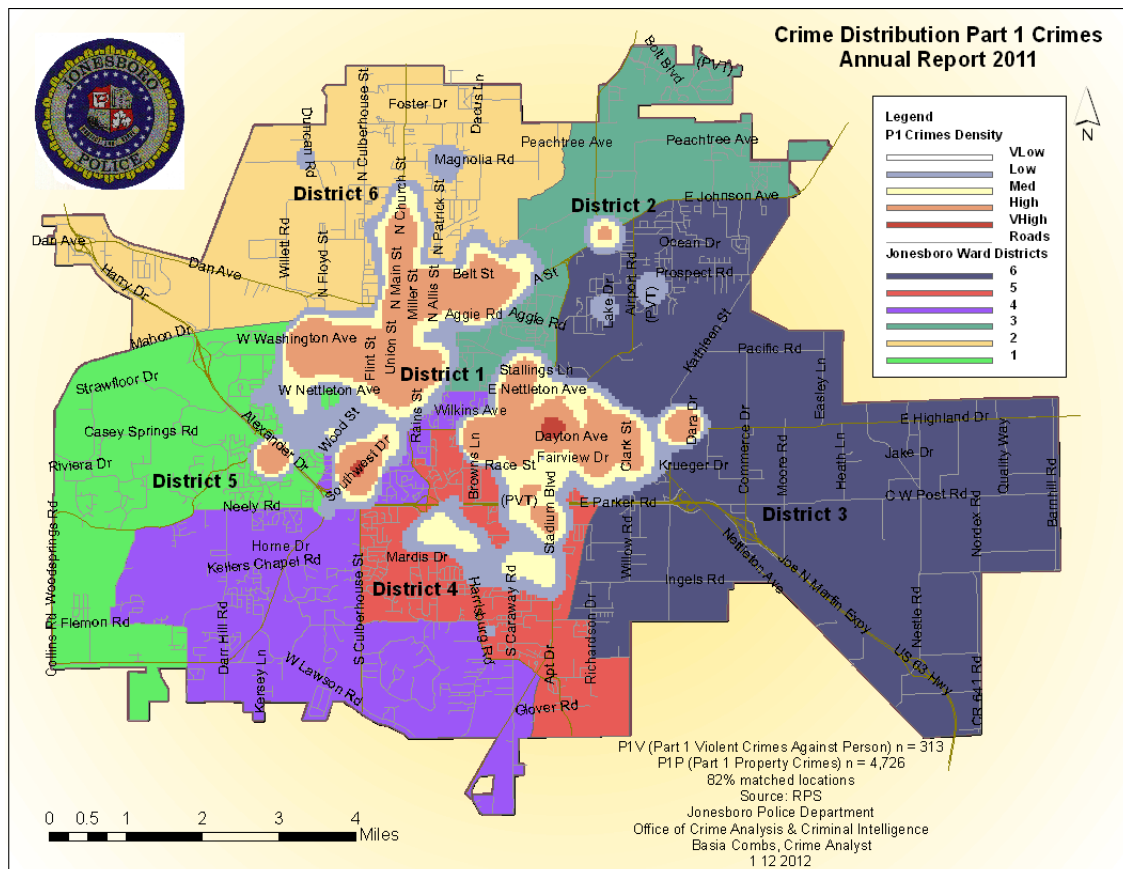 Crime Distribution Part 1 Crimes
Annual Report 2011
JONESBORO
POLICE
Legend
P1 Crimes Density
VLow
Low
Med
High
VHigh
Roads
Jonesboro Ward Districts
6
5
4
3
2
1
N
Bolt Blvd
(PVT)
Foster Dr
Dacus Ln
Duncan Rd
N Culberhouse St
Peachtree Ave
Peachtree Ave
Magnolia Rd
District 6
N Church St
N Patrick St
E Johnson Ave
District 2
Dan Ave
Willett Rd
N Floyd St
Dan Ave
Harry Dr
N Main St
Miller St
N Allis St
Belt St
A St
Ocean Dr
Prospect Rd
Airport Rd
(PVT)
Lake Dr
Aggie Rd
Aggie Rd
Mahon Dr
W Washington Ave
Flint St
Union St
Kathleen St
Pacific Rd
Strawfloor Dr
District 1
Stallings Ln
W Nettleton Ave
E Nettleton Ave
Easley Ln
Wilkins Ave
Rains St
Wood St
Dara Dr
E Highland Dr
Casey Springs Rd
Alexander Dr
Dayton Ave
Fairview Dr
Clark St
Riviera Dr
Southwest Dr
Browns Ln
Race St
Krueger Dr
Commerce Dr
Moore Rd
Heath Ln
Jake Dr
Quality Way
District 5
(PVT)
Stadium Blvd
C W Post Rd
Barnhill Rd
Neely Rd
E Parker Rd
District 3
Nordex Rd
Collins Rd
Woodsprings Rd
Horne Dr
Kellers Chapel Rd
Mardis Dr
Willow Rd
Nettleton Ave
Joe N Martin Expy
Ingels Rd
District 4
Harrisburg Rd
S Caraway Rd
Flemon Rd
Darr Hill Rd
S Culberhouse St
Richardson Dr
Nestle Rd
Kersey Ln
W Lawson Rd
Apt Dr
US 63 Hwy
CR 641 Rd
Glover Rd
P1V (Part 1 Violent Crimes Against Person) n = 313
P1P (Part 1 Property Crimes) n = 4,726
82% matched locations
Source: RPS
Jonesboro Police Department
Office of Crime Analysis & Criminal Intelligence
Basia Combs, Crime Analyst
1 12 2012
0 0.5 1 2 3 4
Miles